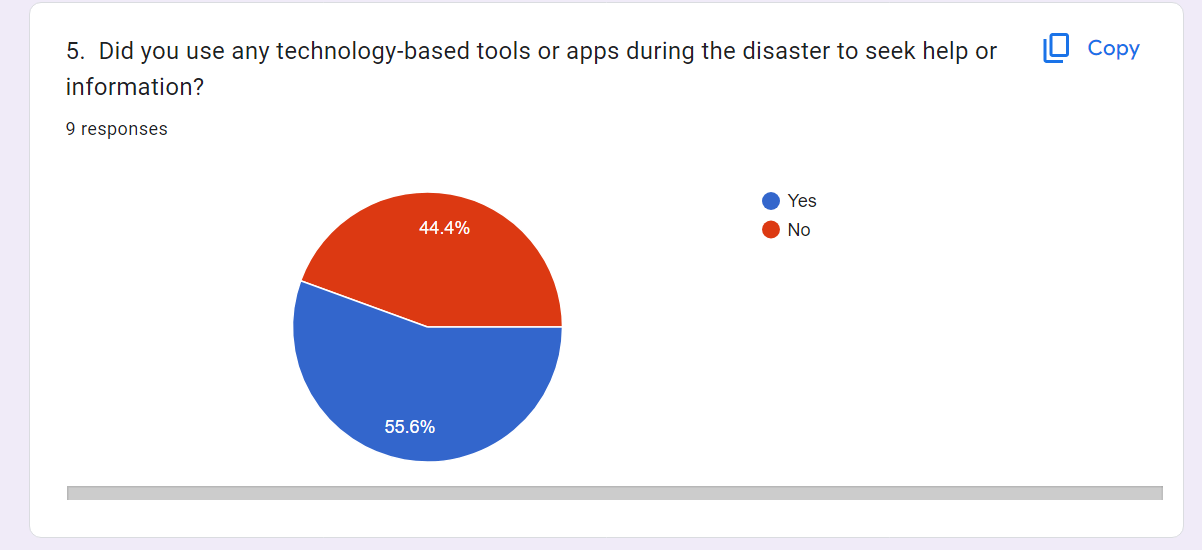 5.  Did you use any technology-based tools or apps during the disaster to seek help or
information?
Copy
9 responses
Yes
No
44.4%
55.6%